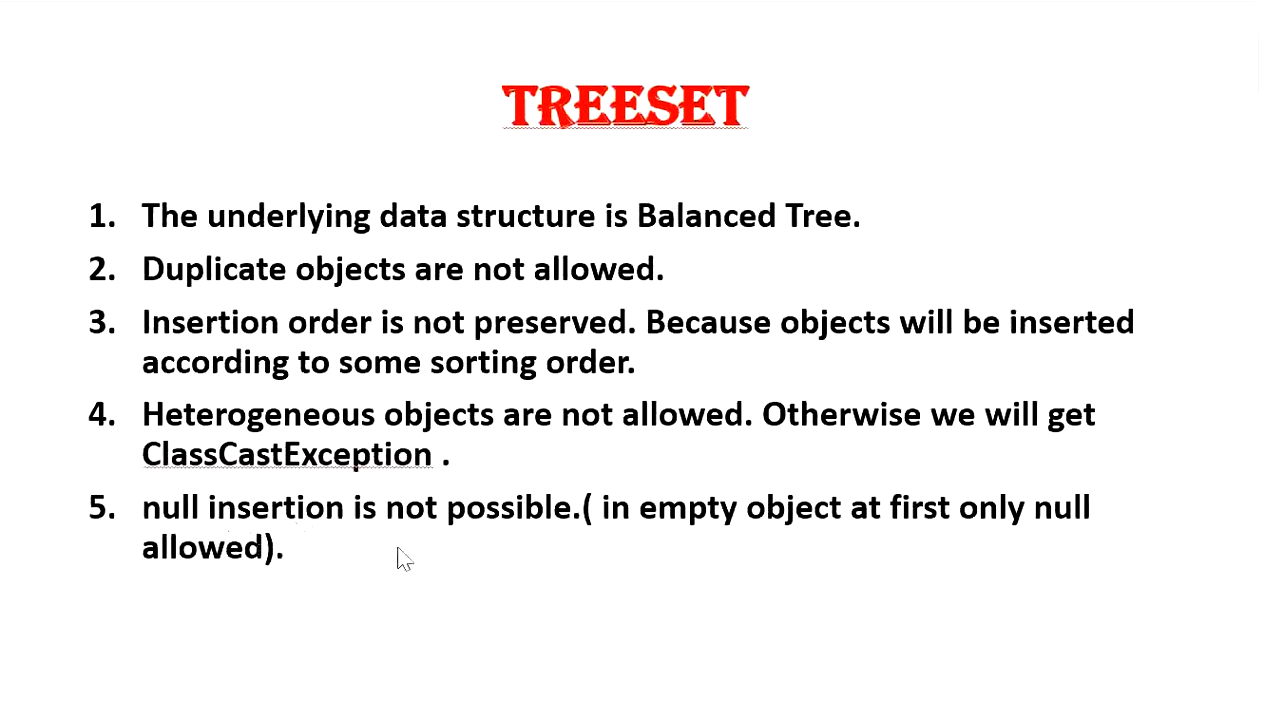 TREESET
1. The underlying data structure is Balanced Tree.
2. Duplicate objects are not allowed.
3. Insertion order is not preserved. Because objects will be inserted
according to some sorting order.
4. Heterogeneous objects are not allowed. Otherwise we will get
ClassCastException .
5. null insertion is not possible.( in empty object at first only null
allowed).